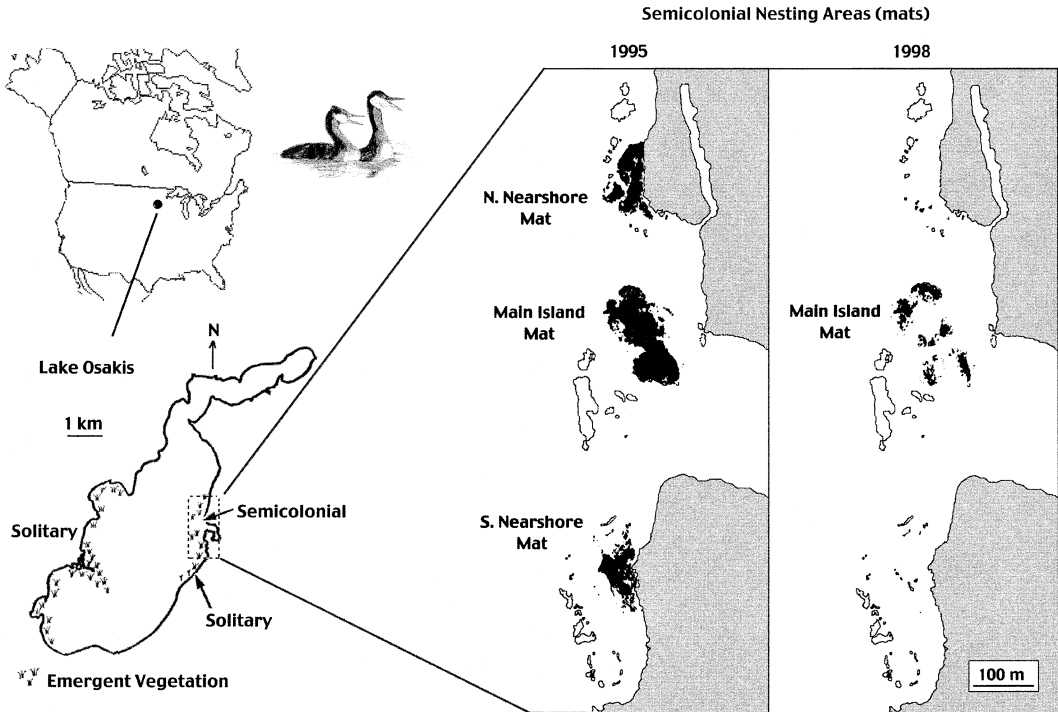 Semicolonial Nesting Areas (mats)
1995
1998
N. Nearshore
Mat
Main Island
Mat
Main Island
Mat
Lake Osakis
N
1 km
Semicolonial
Solitary
S. Nearshore
Mat
Solitary
Emergent Vegetation
100 m